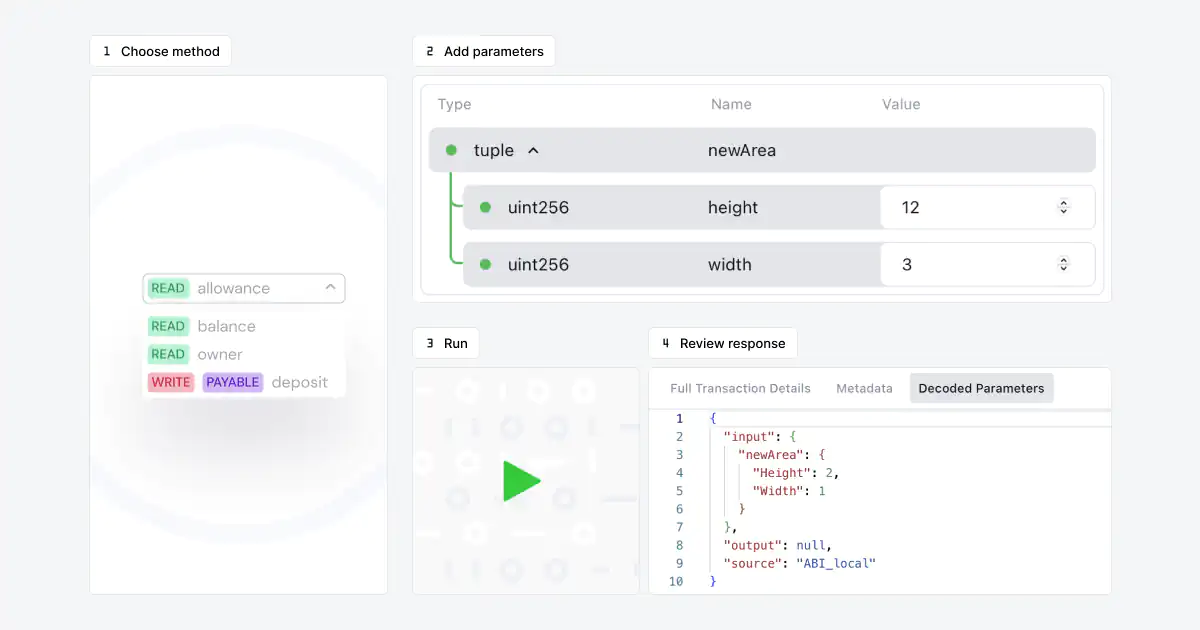 1 Choose method
READ allowance
READ balance
READ owner
WRITE PAYABLE deposit
2 Add parameters
Type Name Value
tuple newArea
uint256 height 12
uint256 width 3
3 Run
4 Review response
Full Transaction Details Metadata Decoded Parameters
1 {
2 "input": {
3 "newArea": {
4 "Height": 2,
5 "Width": 1
6 }
7 },
8 "output": null,
9 "source": "ABI_local"
10 }